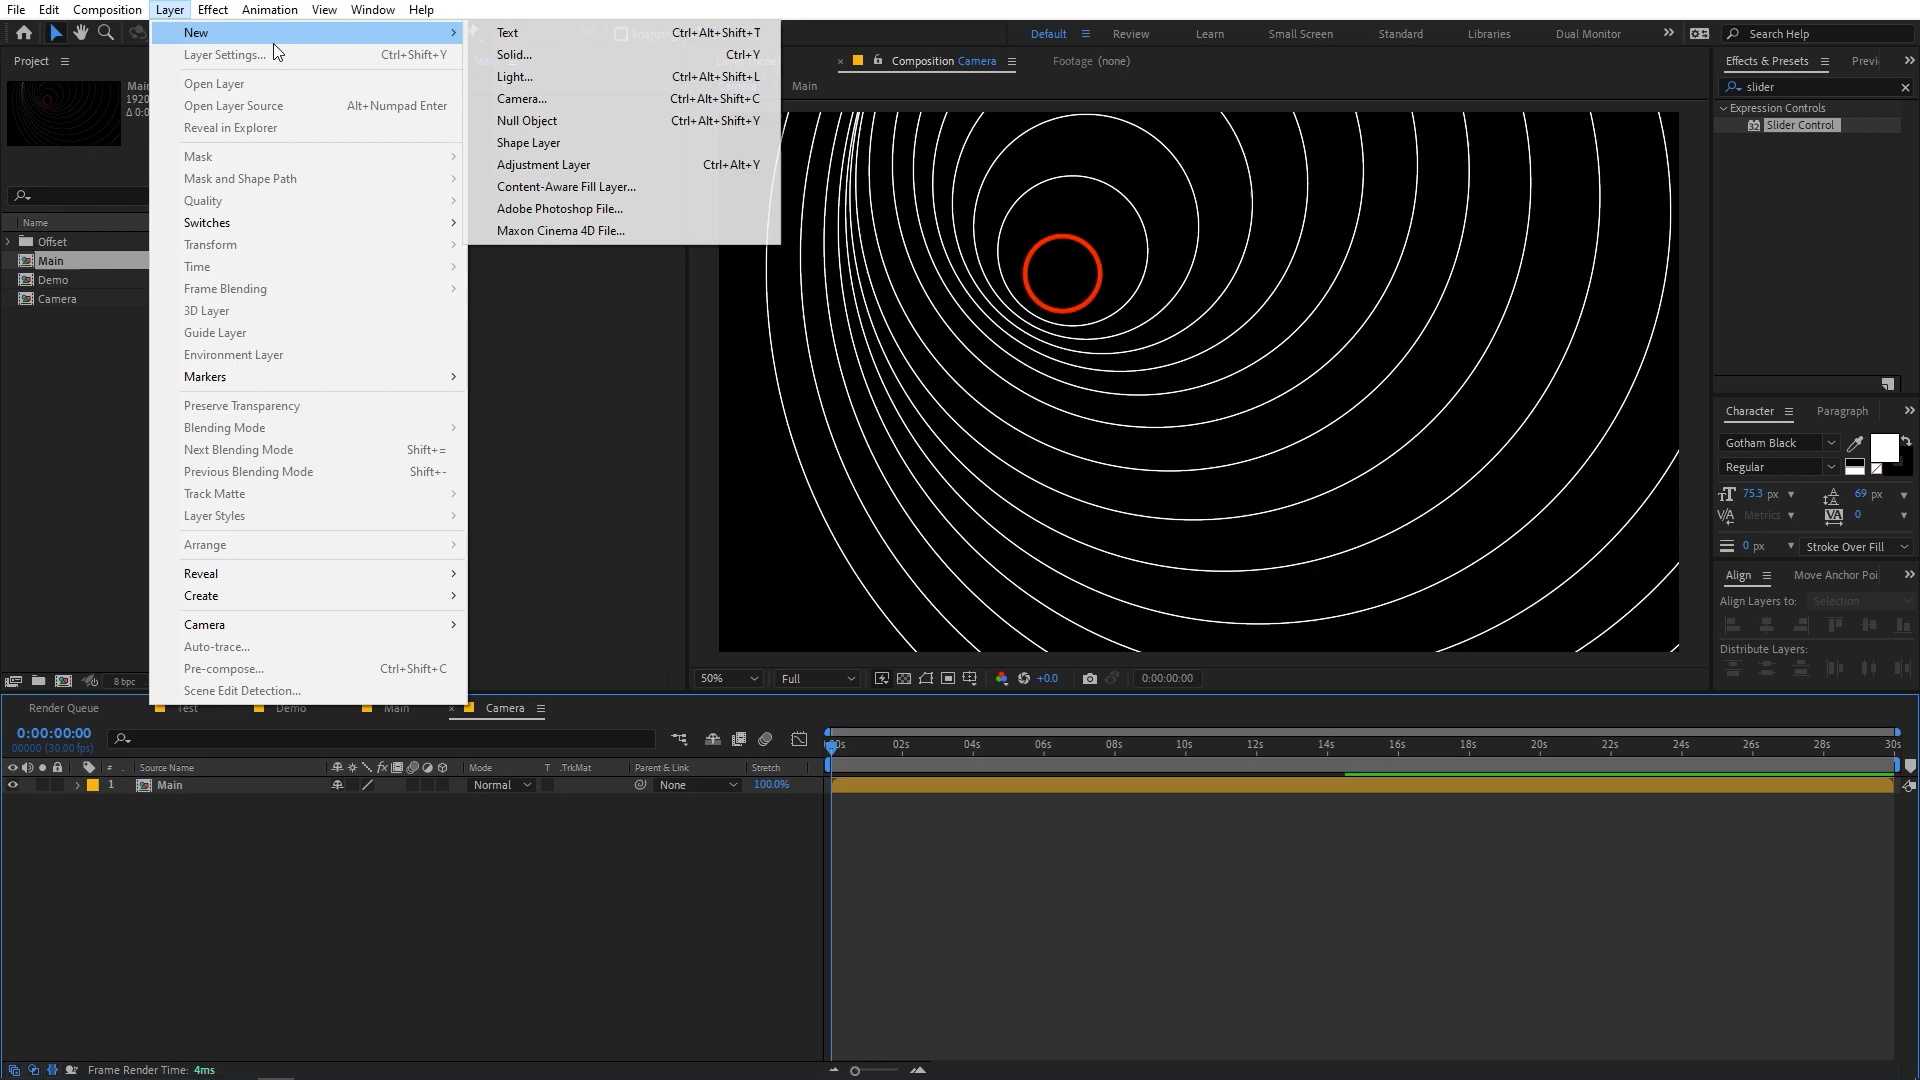 File Edit Composition Layer Effect Animation View Window Help
New
Layer Settings... Ctrl+Shift+Y
Open Layer
Open Layer Source Alt+Numpad Enter
Reveal in Explorer
Mask
Mask and Shape Path
Quality
Switches
Transform
Time
Frame Blending
3D Layer
Guide Layer
Environment Layer
Markers
Preserve Transparency
Blending Mode
Next Blending Mode Shift+=
Previous Blending Mode Shift+-
Track Matte
Layer Styles
Arrange
Reveal
Create
Camera
Auto-trace...
Pre-compose... Ctrl+Shift+C
Scene Edit Detection...
Text Ctrl+Alt+Shift+T
Solid... Ctrl+Y
Light... Ctrl+Alt+Shift+L
Camera... Ctrl+Alt+Shift+C
Null Object Ctrl+Alt+Shift+Y
Shape Layer
Adjustment Layer Ctrl+Alt+Y
Content-Aware Fill Layer...
Adobe Photoshop File...
Maxon Cinema 4D File...
Default Review Learn Small Screen Standard Libraries Dual Monitor
Search Help
Project
Main
1920
Δ 0:0
Name
Offset
Main
Demo
Camera
8 bpc
Composition Camera
Footage (none)
Main
50% Full +0.0 0:00:00:00
Effects & Presets Previ
slider
Expression Controls
32 Slider Control
Character Paragraph
Gotham Black
Regular
75.3 px 69 px
Metrics 0
0 px Stroke Over Fill
Align Move Anchor Poi
Align Layers to: Selection
Distribute Layers:
Render Queue Test Demo Main Camera
0:00:00:00
00000 (30.00 fps)
02s 04s 06s 08s 10s 12s 14s 16s 18s 20s 22s 24s 26s 28s 30s
# Source Name Mode T .TrkMat Parent & Link Stretch
1 Main Normal None 100.0%
Frame Render Time: 4ms